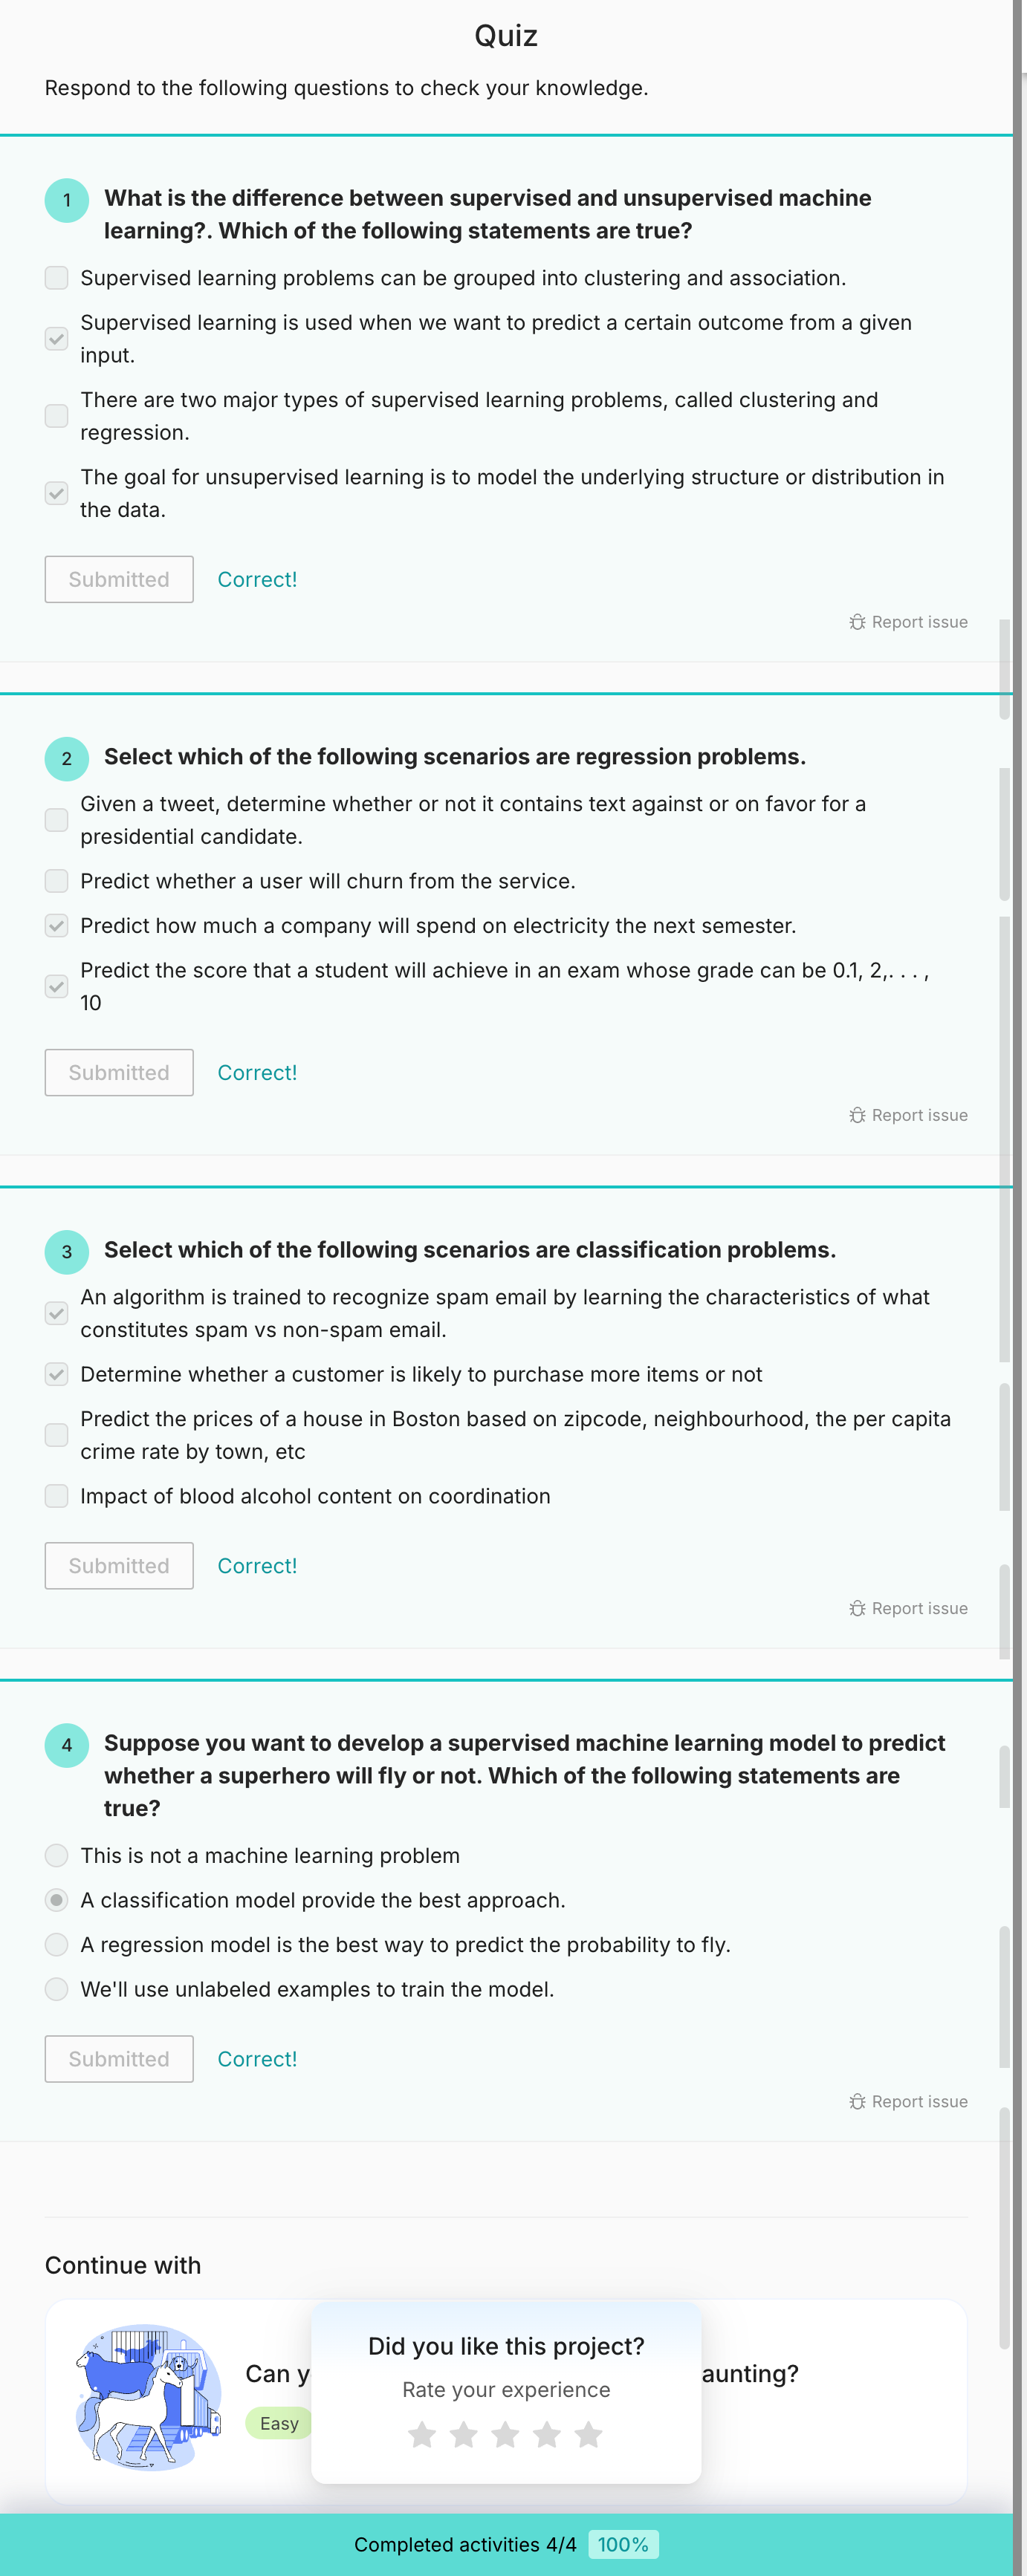 Quiz
Respond to the following questions to check your knowledge.
1
What is the difference between supervised and unsupervised machine
learning?. Which of the following statements are true?
Supervised learning problems can be grouped into clustering and association.
Supervised learning is used when we want to predict a certain outcome from a given
input.
There are two major types of supervised learning problems, called clustering and
regression.
The goal for unsupervised learning is to model the underlying structure or distribution in
the data.
Submitted Correct!
Report issue
2
Select which of the following scenarios are regression problems.
Given a tweet, determine whether or not it contains text against or on favor for a
presidential candidate.
Predict whether a user will churn from the service.
Predict how much a company will spend on electricity the next semester.
Predict the score that a student will achieve in an exam whose grade can be 0.1, 2,. . . ,
10
Submitted Correct!
Report issue
3
Select which of the following scenarios are classification problems.
An algorithm is trained to recognize spam email by learning the characteristics of what
constitutes spam vs non-spam email.
Determine whether a customer is likely to purchase more items or not
Predict the prices of a house in Boston based on zipcode, neighbourhood, the per capita
crime rate by town, etc
Impact of blood alcohol content on coordination
Submitted Correct!
Report issue
4
Suppose you want to develop a supervised machine learning model to predict
whether a superhero will fly or not. Which of the following statements are
true?
This is not a machine learning problem
A classification model provide the best approach.
A regression model is the best way to predict the probability to fly.
We'll use unlabeled examples to train the model.
Submitted Correct!
Report issue
Continue with
Did you like this project?
Can y
aunting?
Rate your experience
Easy
Completed activities 4/4 100%